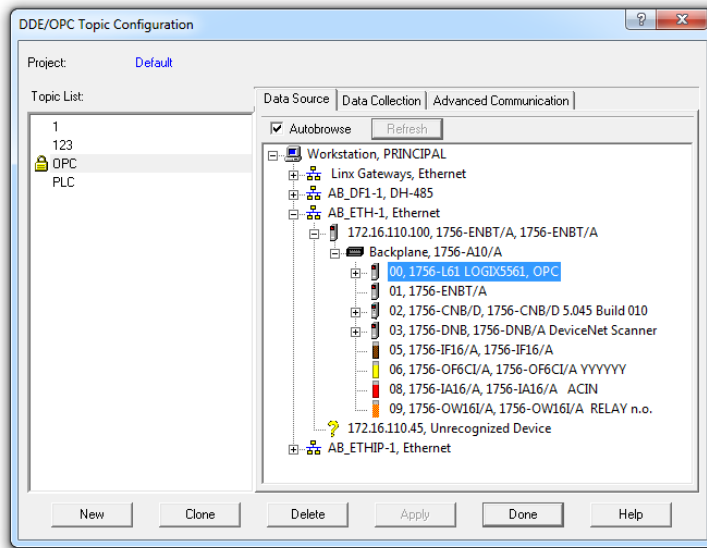 DDE/OPC Topic Configuration
Project: Default
Topic List:
1
123
OPC
PLC
Data Source Data Collection Advanced Communication
Autobrowse Refresh
Workstation, PRINCIPAL
Linx Gateways, Ethernet
AB_DF1-1, DH-485
AB_ETH-1, Ethernet
172.16.110.100, 1756-ENBT/A, 1756-ENBT/A
Backplane, 1756-A10/A
00, 1756-L61 LOGIX5561, OPC
01, 1756-ENBT/A
02, 1756-CNB/D, 1756-CNB/D 5.045 Build 010
03, 1756-DNB, 1756-DNB/A DeviceNet Scanner
05, 1756-IF16/A, 1756-IF16/A
06, 1756-OF6CI/A, 1756-OF6CI/A YYYYYY
08, 1756-IA16/A, 1756-IA16/A ACIN
09, 1756-OW16I/A, 1756-OW16I/A RELAY n.o.
172.16.110.45, Unrecognized Device
AB_ETHIP-1, Ethernet
New Clone Delete Apply Done Help